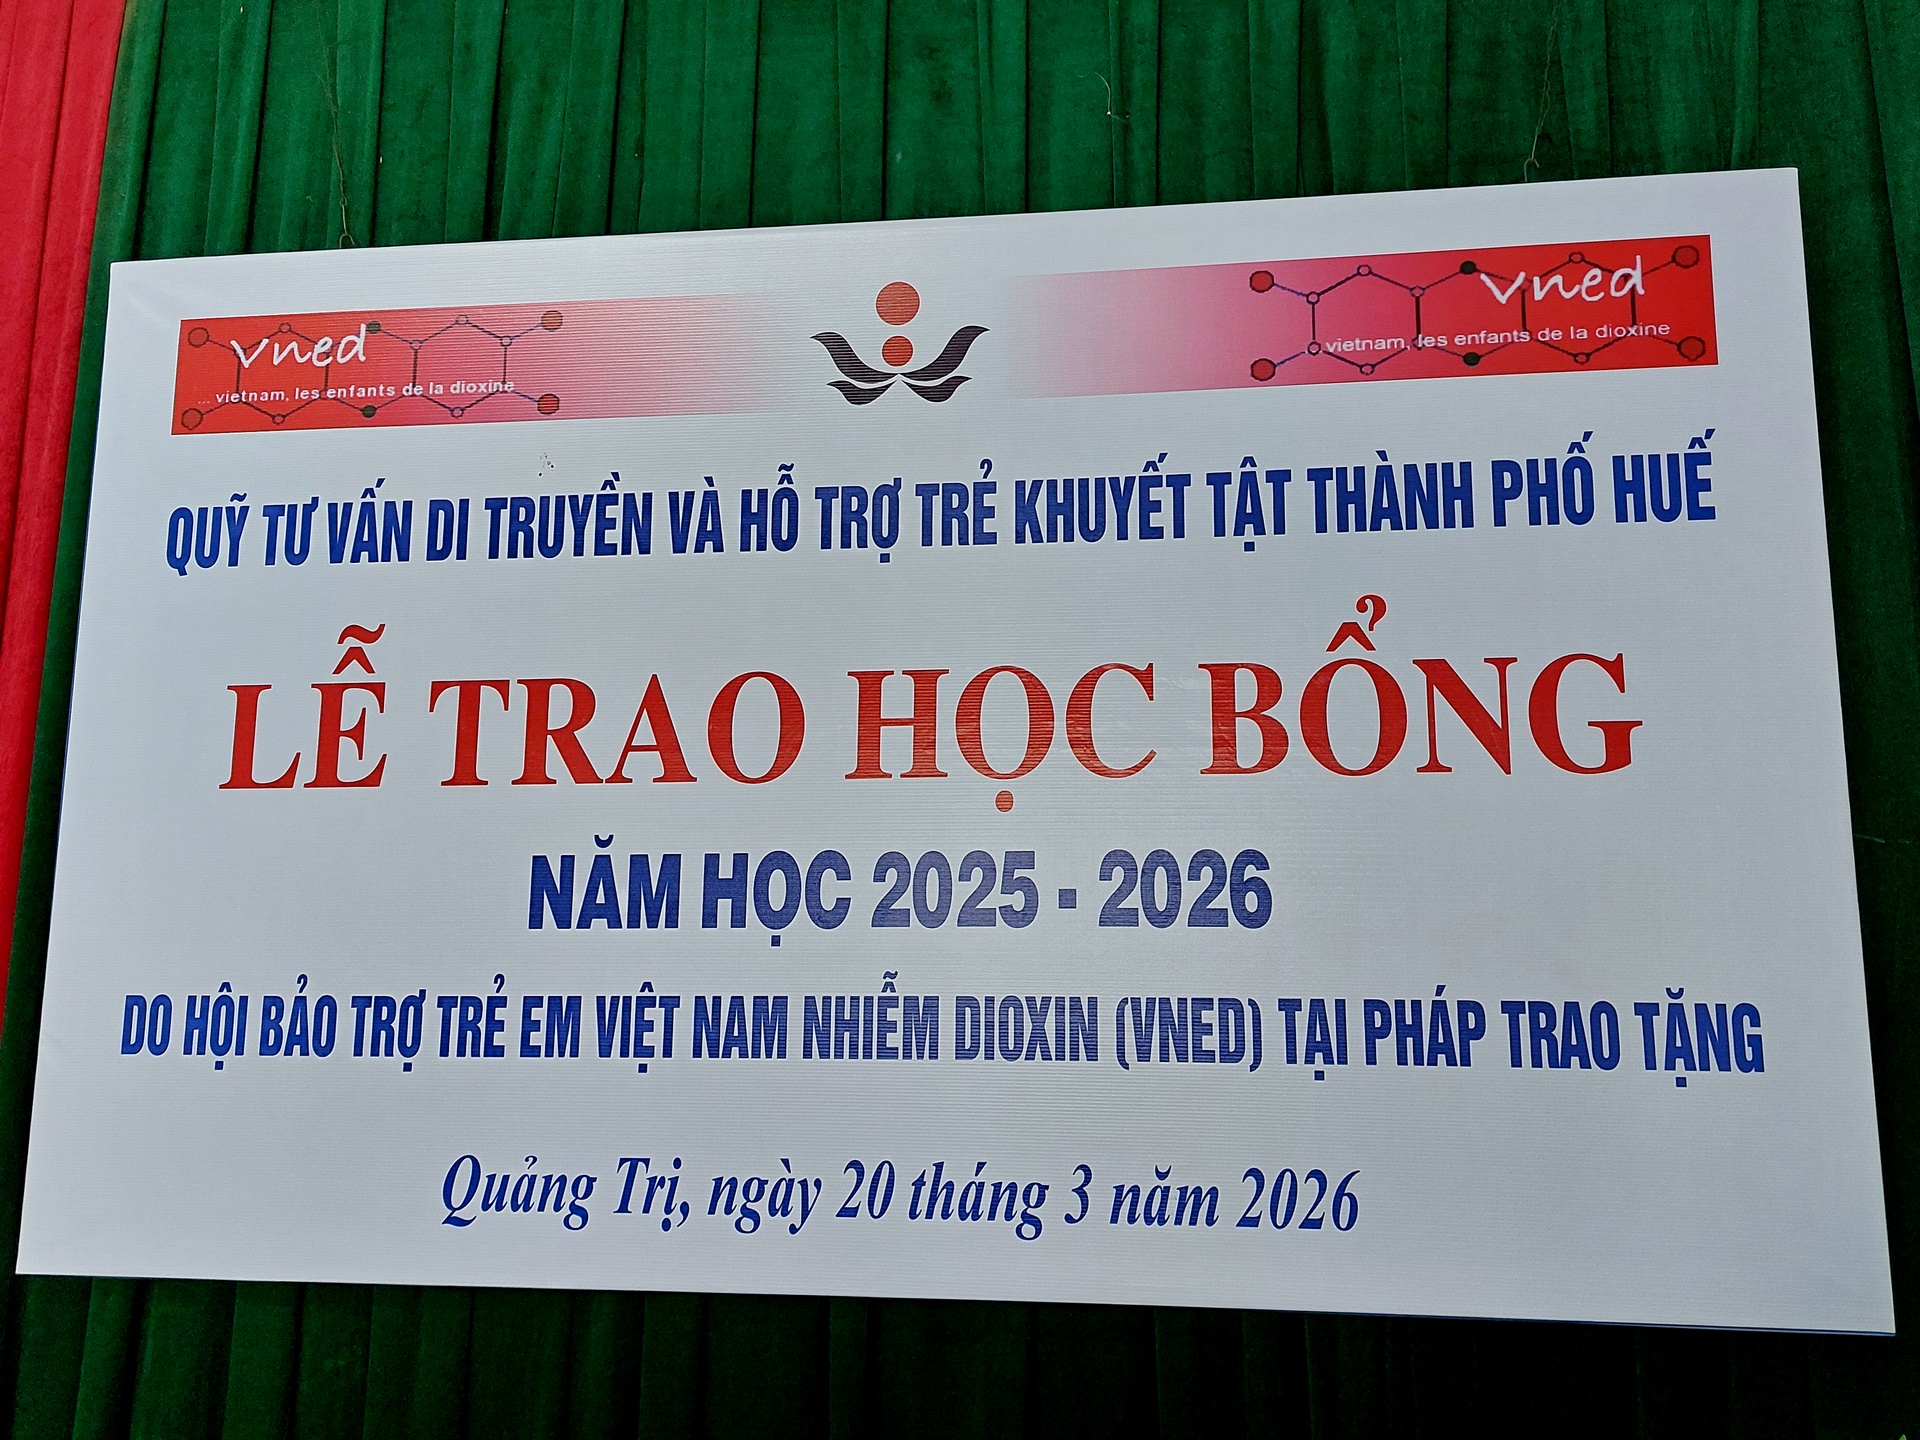 vned
... vietnam, les enfants de la dioxine
vned
vietnam, les enfants de la dioxine
QUỸ TƯ VẤN DI TRUYỀN VÀ HỖ TRỢ TRẺ KHUYẾT TẬT THÀNH PHỐ HUẾ
LỄ TRAO HỌC BỔNG
NĂM HỌC 2025 - 2026
DO HỘI BẢO TRỢ TRẺ EM VIỆT NAM NHIỄM DIOXIN (VNED) TẠI PHÁP TRAO TẶNG
Quảng Trị, ngày 20 tháng 3 năm 2026